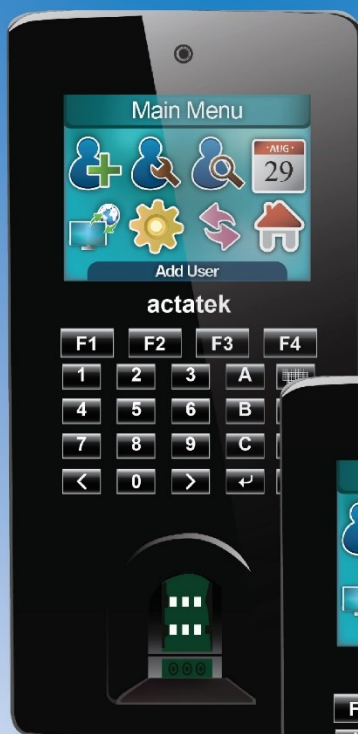 Main Menu
AUG
29
Add User
actatek
F1 F2 F3 F4
1 2 3 A
4 5 6 B
7 8 9 C
< 0 >
F